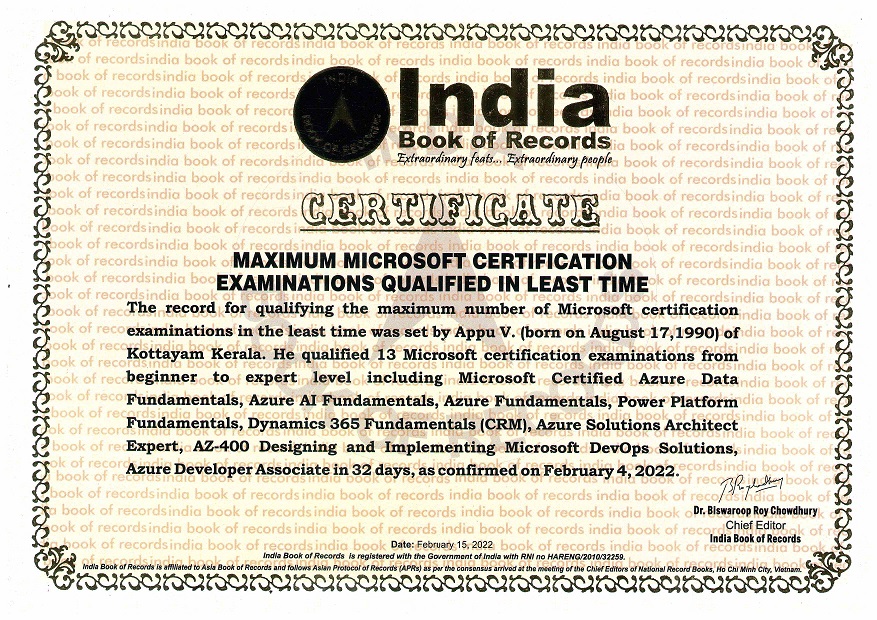 INDIA
India
Book of Records
Extraordinary feats... Extraordinary people
CERTIFICATE
MAXIMUM MICROSOFT CERTIFICATION
EXAMINATIONS QUALIFIED IN LEAST TIME
The record for qualifying the maximum number of Microsoft certification
examinations in the least time was set by Appu V. (born on August 17,1990) of
Kottayam Kerala. He qualified 13 Microsoft certification examinations from
beginner to expert level including Microsoft Certified Azure Data
Fundamentals, Azure AI Fundamentals, Azure Fundamentals, Power Platform
Fundamentals, Dynamics 365 Fundamentals (CRM), Azure Solutions Architect
Expert, AZ-400 Designing and Implementing Microsoft DevOps Solutions,
Azure Developer Associate in 32 days, as confirmed on February 4, 2022.
Dr. Biswaroop Roy Chowdhury
Chief Editor
India Book of Records
Date: February 15, 2022
India Book of Records is registered with the Government of India with RNI no HARENG/2010/32259.
India Book of Records is affiliated to Asia Book of Records and follows Asian Protocol of Records (APRs) as per the consensus arrived at the meeting of the Chief Editors of National Record Books, Ho Chi Minh City, Vietnam.